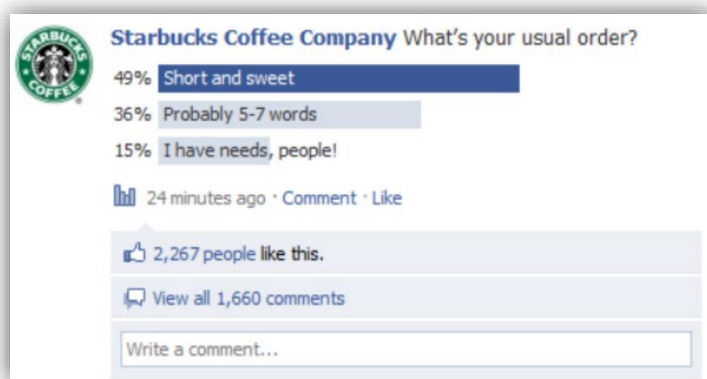 STARBUCKS
COFFEE
Starbucks Coffee Company What's your usual order?
49% Short and sweet
36% Probably 5-7 words
15% I have needs, people!
24 minutes ago · Comment · Like
2,267 people like this.
View all 1,660 comments
Write a comment...